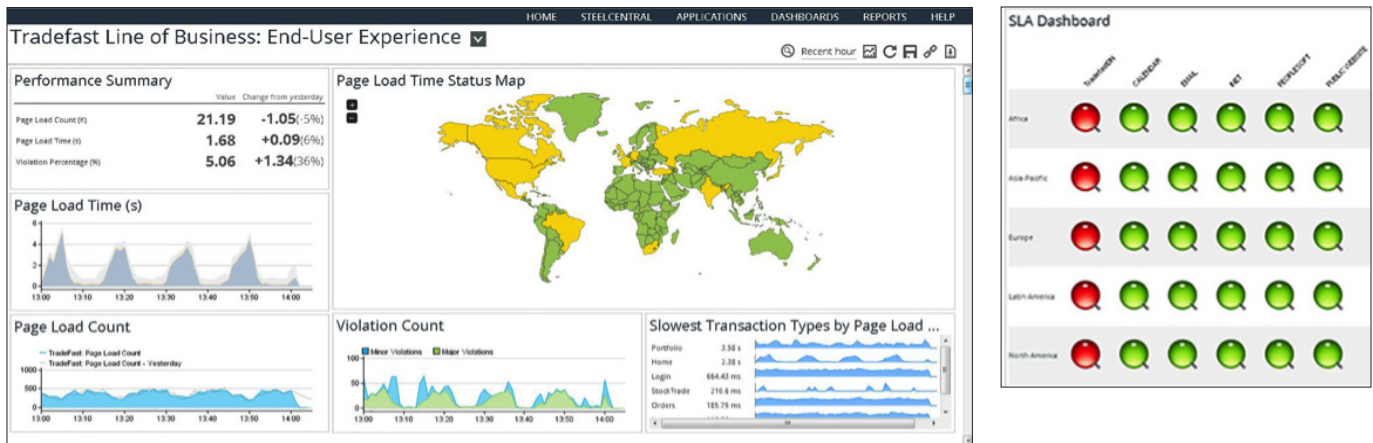 HOME STEELCENTRAL APPLICATIONS DASHBOARDS REPORTS HELP
Tradefast Line of Business: End-User Experience
Recent hour
Performance Summary
Value Change from yesterday
Page Load Count (K) 21.19 -1.05(-5%)
Page Load Time (s) 1.68 +0.09(6%)
Violation Percentage (%) 5.06 +1.34(36%)
Page Load Time Status Map
Page Load Time (s)
6
4
2
0
13:00 13:10 13:20 13:30 13:40 13:50 14:00
Page Load Count
TradeFast: Page Load Count
TradeFast: Page Load Count - Yesterday
1000
500
0
13:00 13:10 13:20 13:30 13:40 13:50 14:00
Violation Count
Minor Violations Major Violations
100
50
0
13:00 13:10 13:20 13:30 13:40 13:50 14:00
Slowest Transaction Types by Page Load ...
Portfolio 3.58 s
Home 2.38 s
Login 664.43 ms
StockTrade 210.6 ms
Orders 185.79 ms
SLA Dashboard
CALENDAR EMAIL PEOPLESOFT PUBLIC WEBSITE
Africa
Asia-Pacific
Europe
Latin America
North America